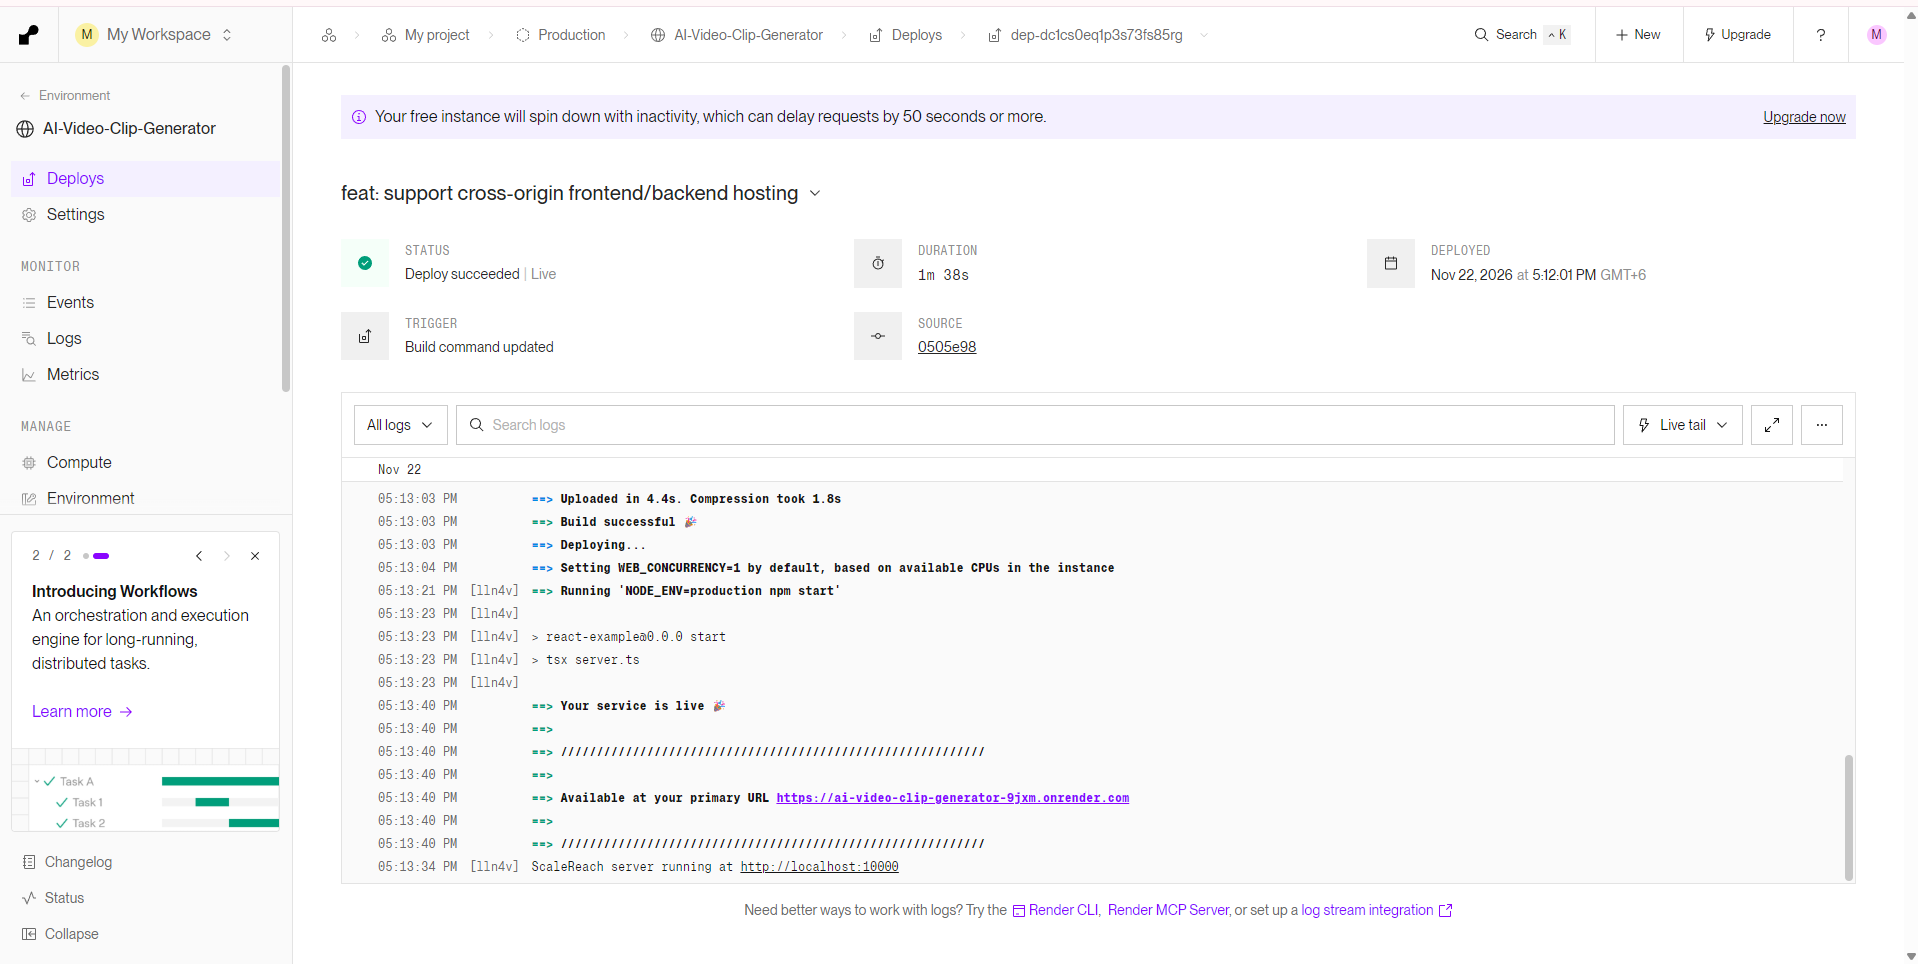 M My Workspace
My project
Production
AI-Video-Clip-Generator
Deploys
dep-dc1cs0eq1p3s73fs85rg
Search ^ K
+ New
Upgrade
?
M
← Environment
AI-Video-Clip-Generator
Deploys
Settings
MONITOR
Events
Logs
Metrics
MANAGE
Compute
Environment
2 / 2
Introducing Workflows
An orchestration and execution
engine for long-running,
distributed tasks.
Learn more →
Task A
Task 1
Task 2
Changelog
Status
Collapse
Your free instance will spin down with inactivity, which can delay requests by 50 seconds or more.
Upgrade now
feat: support cross-origin frontend/backend hosting
STATUS
Deploy succeeded | Live
DURATION
1m 38s
DEPLOYED
Nov 22, 2026 at 5:12:01 PM GMT+6
TRIGGER
Build command updated
SOURCE
0505e98
All logs
Search logs
Live tail
...
Nov 22
05:13:03 PM ==> Uploaded in 4.4s. Compression took 1.8s
05:13:03 PM ==> Build successful 🎉
05:13:03 PM ==> Deploying...
05:13:04 PM ==> Setting WEB_CONCURRENCY=1 by default, based on available CPUs in the instance
05:13:21 PM [lln4v] ==> Running 'NODE_ENV=production npm start'
05:13:23 PM [lln4v]
05:13:23 PM [lln4v] > react-example@0.0.0 start
05:13:23 PM [lln4v] > tsx server.ts
05:13:23 PM [lln4v]
05:13:40 PM ==> Your service is live 🎉
05:13:40 PM ==>
05:13:40 PM ==> ///////////////////////////////////////////////////////////
05:13:40 PM ==>
05:13:40 PM ==> Available at your primary URL https://ai-video-clip-generator-9jxm.onrender.com
05:13:40 PM ==>
05:13:40 PM ==> ///////////////////////////////////////////////////////////
05:13:34 PM [lln4v] ScaleReach server running at http://localhost:10000
Need better ways to work with logs? Try the Render CLI, Render MCP Server, or set up a log stream integration